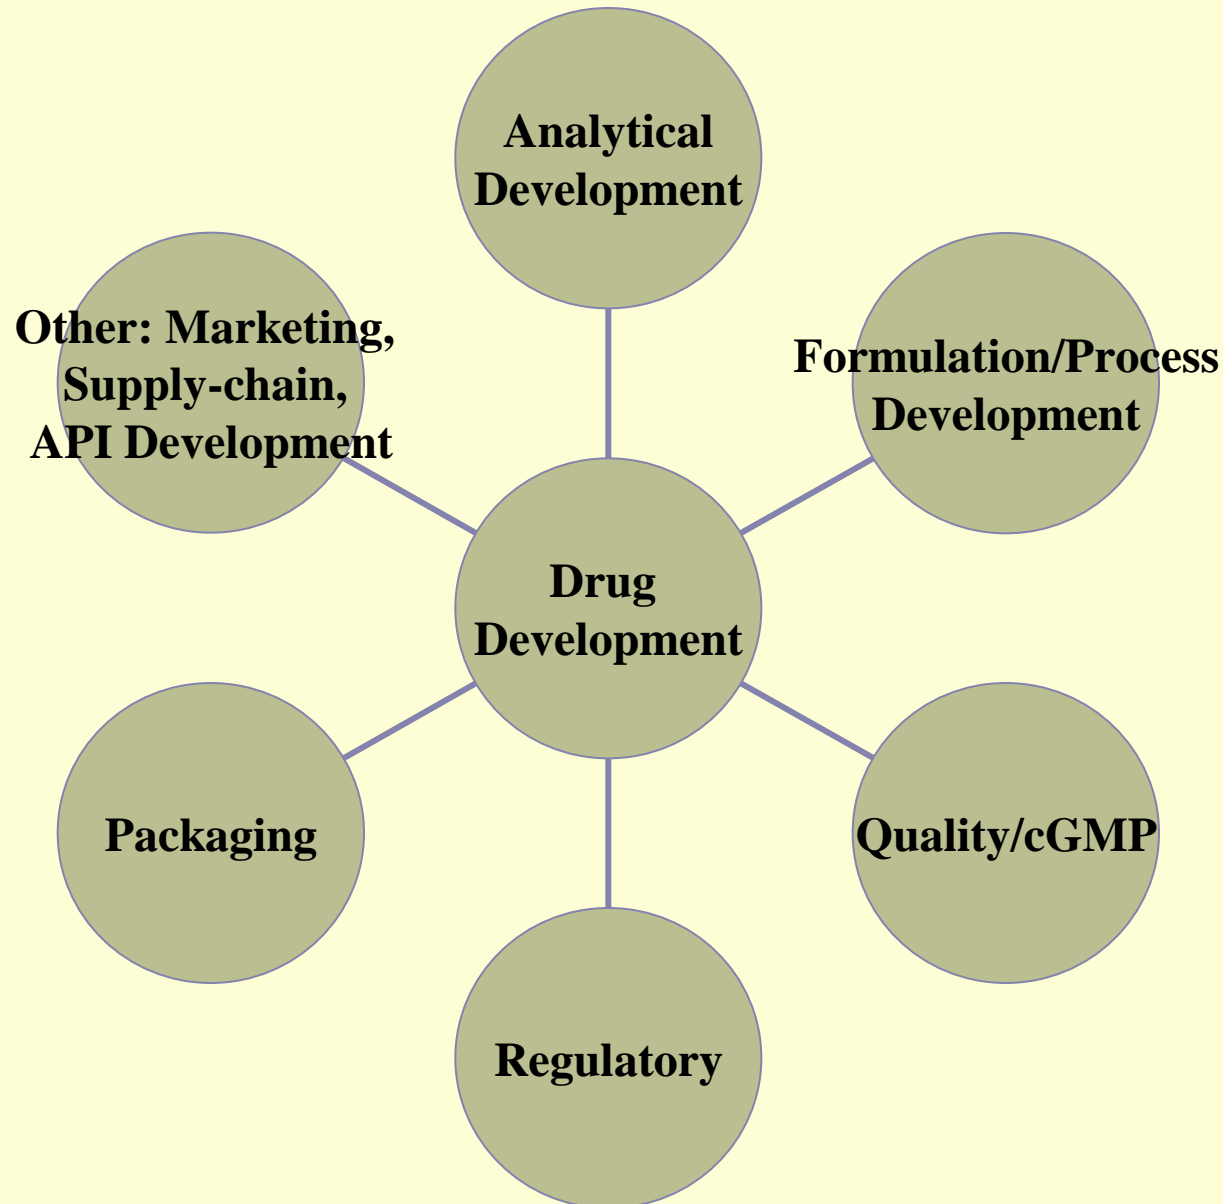 Analytical
Development
Other: Marketing,
Supply-chain,
API Development
Formulation/Process
Development
Drug
Development
Packaging
Quality/cGMP
Regulatory